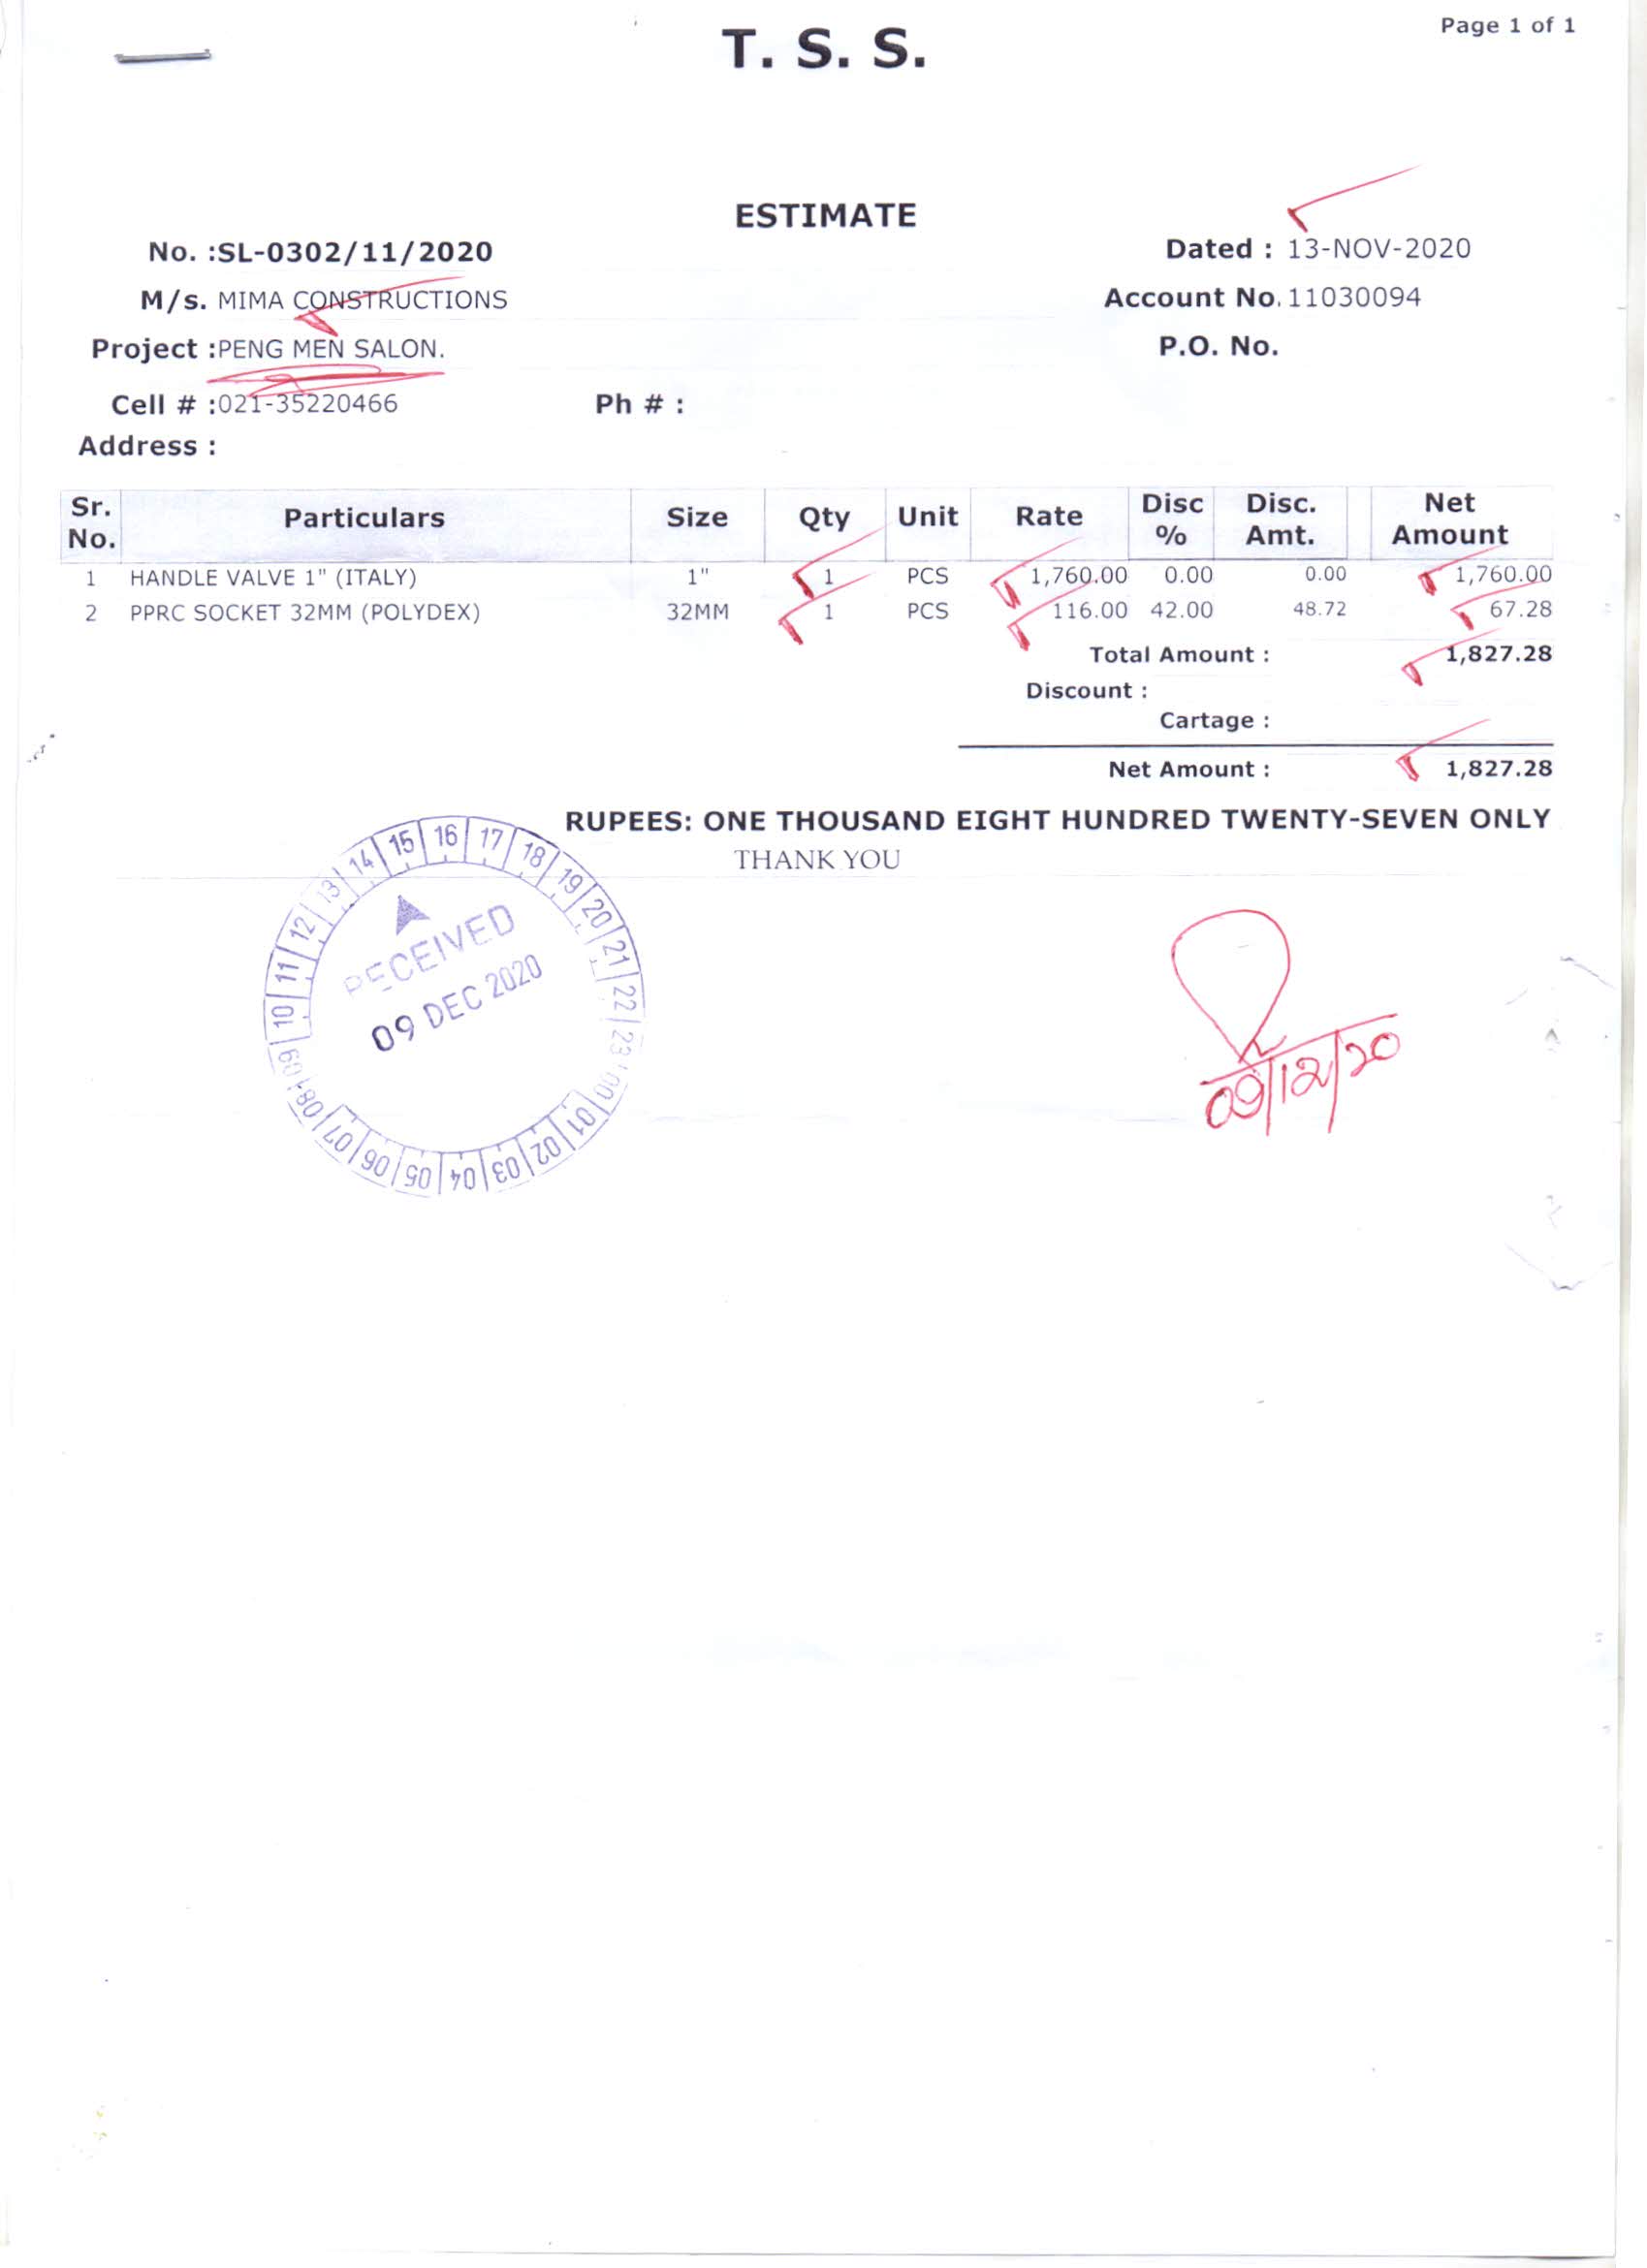 Page 1 of 1
T. S. S.
ESTIMATE
No. :SL-0302/11/2020 Dated : 13-NOV-2020
M/s. MIMA CONSTRUCTIONS Account No. 11030094
Project :PENG MEN SALON. P.O. No.
Cell # :021-35220466 Ph # :
Address :
Sr. No. Particulars Size Qty Unit Rate Disc % Disc. Amt. Net Amount
1 HANDLE VALVE 1" (ITALY) 1" 1 PCS 1,760.00 0.00 0.00 1,760.00
2 PPRC SOCKET 32MM (POLYDEX) 32MM 1 PCS 116.00 42.00 48.72 67.28
Total Amount : 1,827.28
Discount :
Cartage :
Net Amount : 1,827.28
RUPEES: ONE THOUSAND EIGHT HUNDRED TWENTY-SEVEN ONLY
THANK YOU
15 16 17 18 19 20 21 22 23 00 01 02 03 04 05 06 07 08 09 10 11 12 13 14
RECEIVED
09 DEC 2020
09/12/20